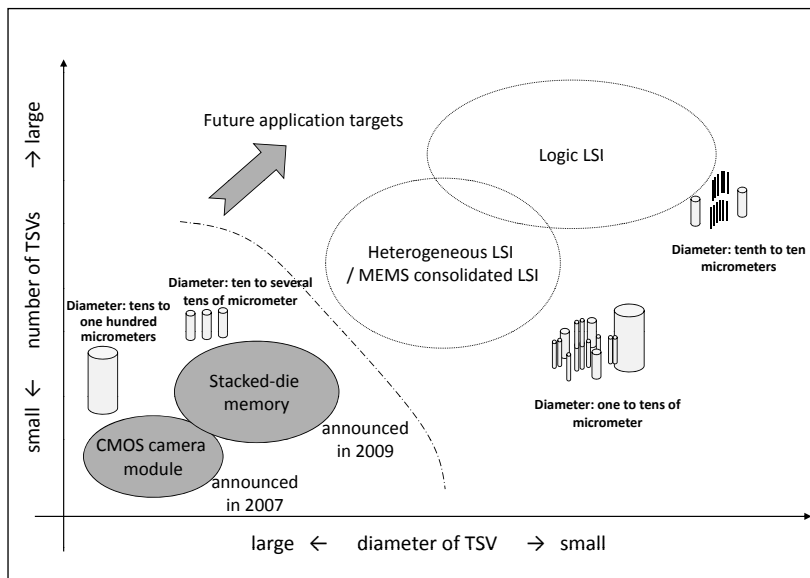 Future application targets
Logic LSI
Heterogeneous LSI
/ MEMS consolidated LSI
Diameter: tenth to ten
micrometers
Diameter: ten to several
tens of micrometer
Diameter: tens to
one hundred
micrometers
Stacked-die
memory
announced
in 2009
CMOS camera
module
announced
in 2007
Diameter: one to tens of
micrometer
small ← number of TSVs → large
large ← diameter of TSV → small